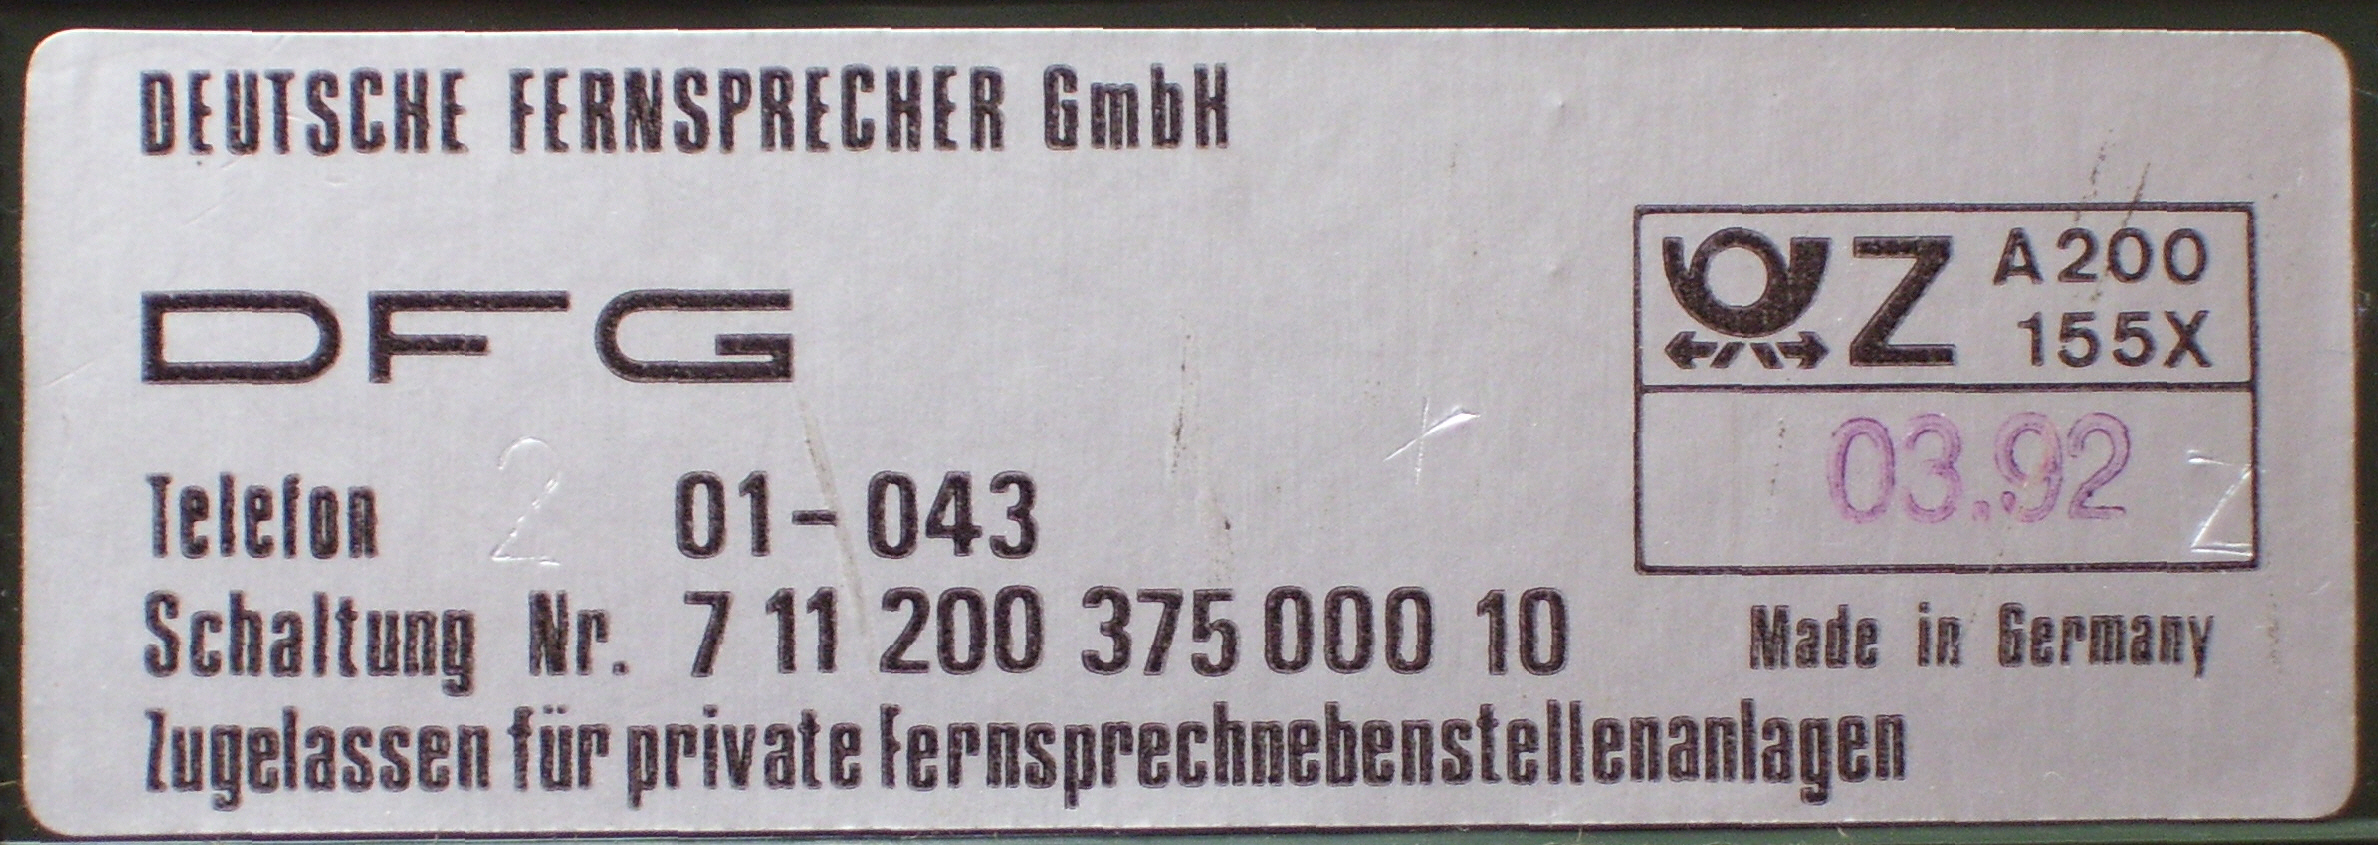 DEUTSCHE FERNSPRECHER GmbH
DFG
Z A200
155X
03.92
Telefon 2 01-043
Schaltung Nr. 7 11 200 375 000 10
Made in Germany
Zugelassen für private Fernsprechnebenstellenanlagen